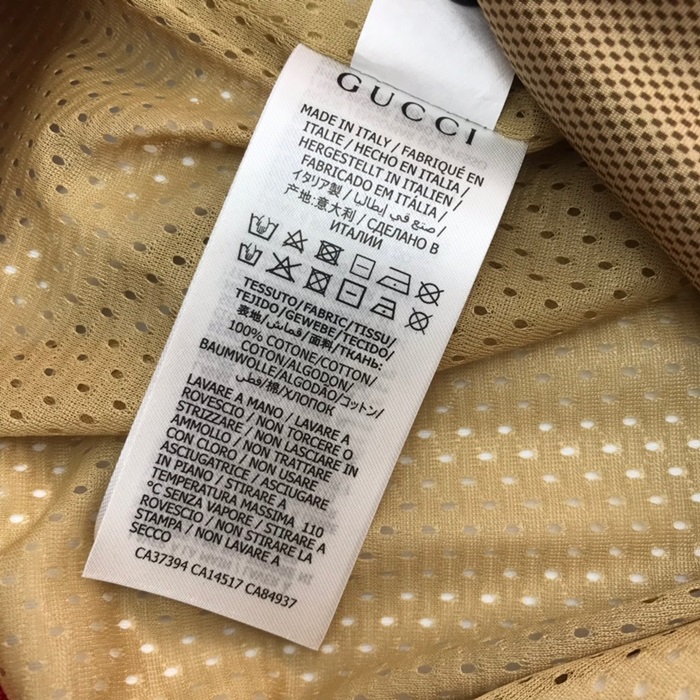 GUCCI
MADE IN ITALY / FABRIQUÉ EN
ITALIE / HECHO EN ITALIA /
HERGESTELLT IN ITALIEN /
FABRICADO EM ITÁLIA /
イタリア製 / صنع في إيطاليا /
产地:意大利 / СДЕЛАНО В
ИТАЛИИ
TESSUTO/FABRIC/TISSU/
TEJIDO/GEWEBE/TECIDO/
表地/قماش/面料/ТКАНЬ:
100% COTONE/COTTON/
COTON/ALGODON/
BAUMWOLLE/ALGODÃO/コットン/
قطن/棉/ХЛОПОК
LAVARE A MANO / LAVARE A
ROVESCIO / NON TORCERE O
STRIZZARE / NON LASCIARE IN
AMMOLLO / NON TRATTARE
CON CLORO / NON USARE
ASCIUGATRICE / ASCIUGARE
IN PIANO / STIRARE A
TEMPERATURA MASSIMA 110
°C SENZA VAPORE / STIRARE A
ROVESCIO / NON STIRARE LA
STAMPA / NON LAVARE A
SECCO
CA37394 CA14517 CA84937